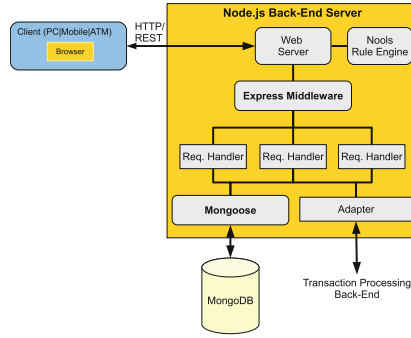 Node.js Back-End Server
Client (PC|Mobile|ATM)
Browser
HTTP/
REST
Web
Server
Nools
Rule Engine
Express Middleware
Req. Handler
Req. Handler
Req. Handler
Mongoose
Adapter
MongoDB
Transaction Processing
Back-End